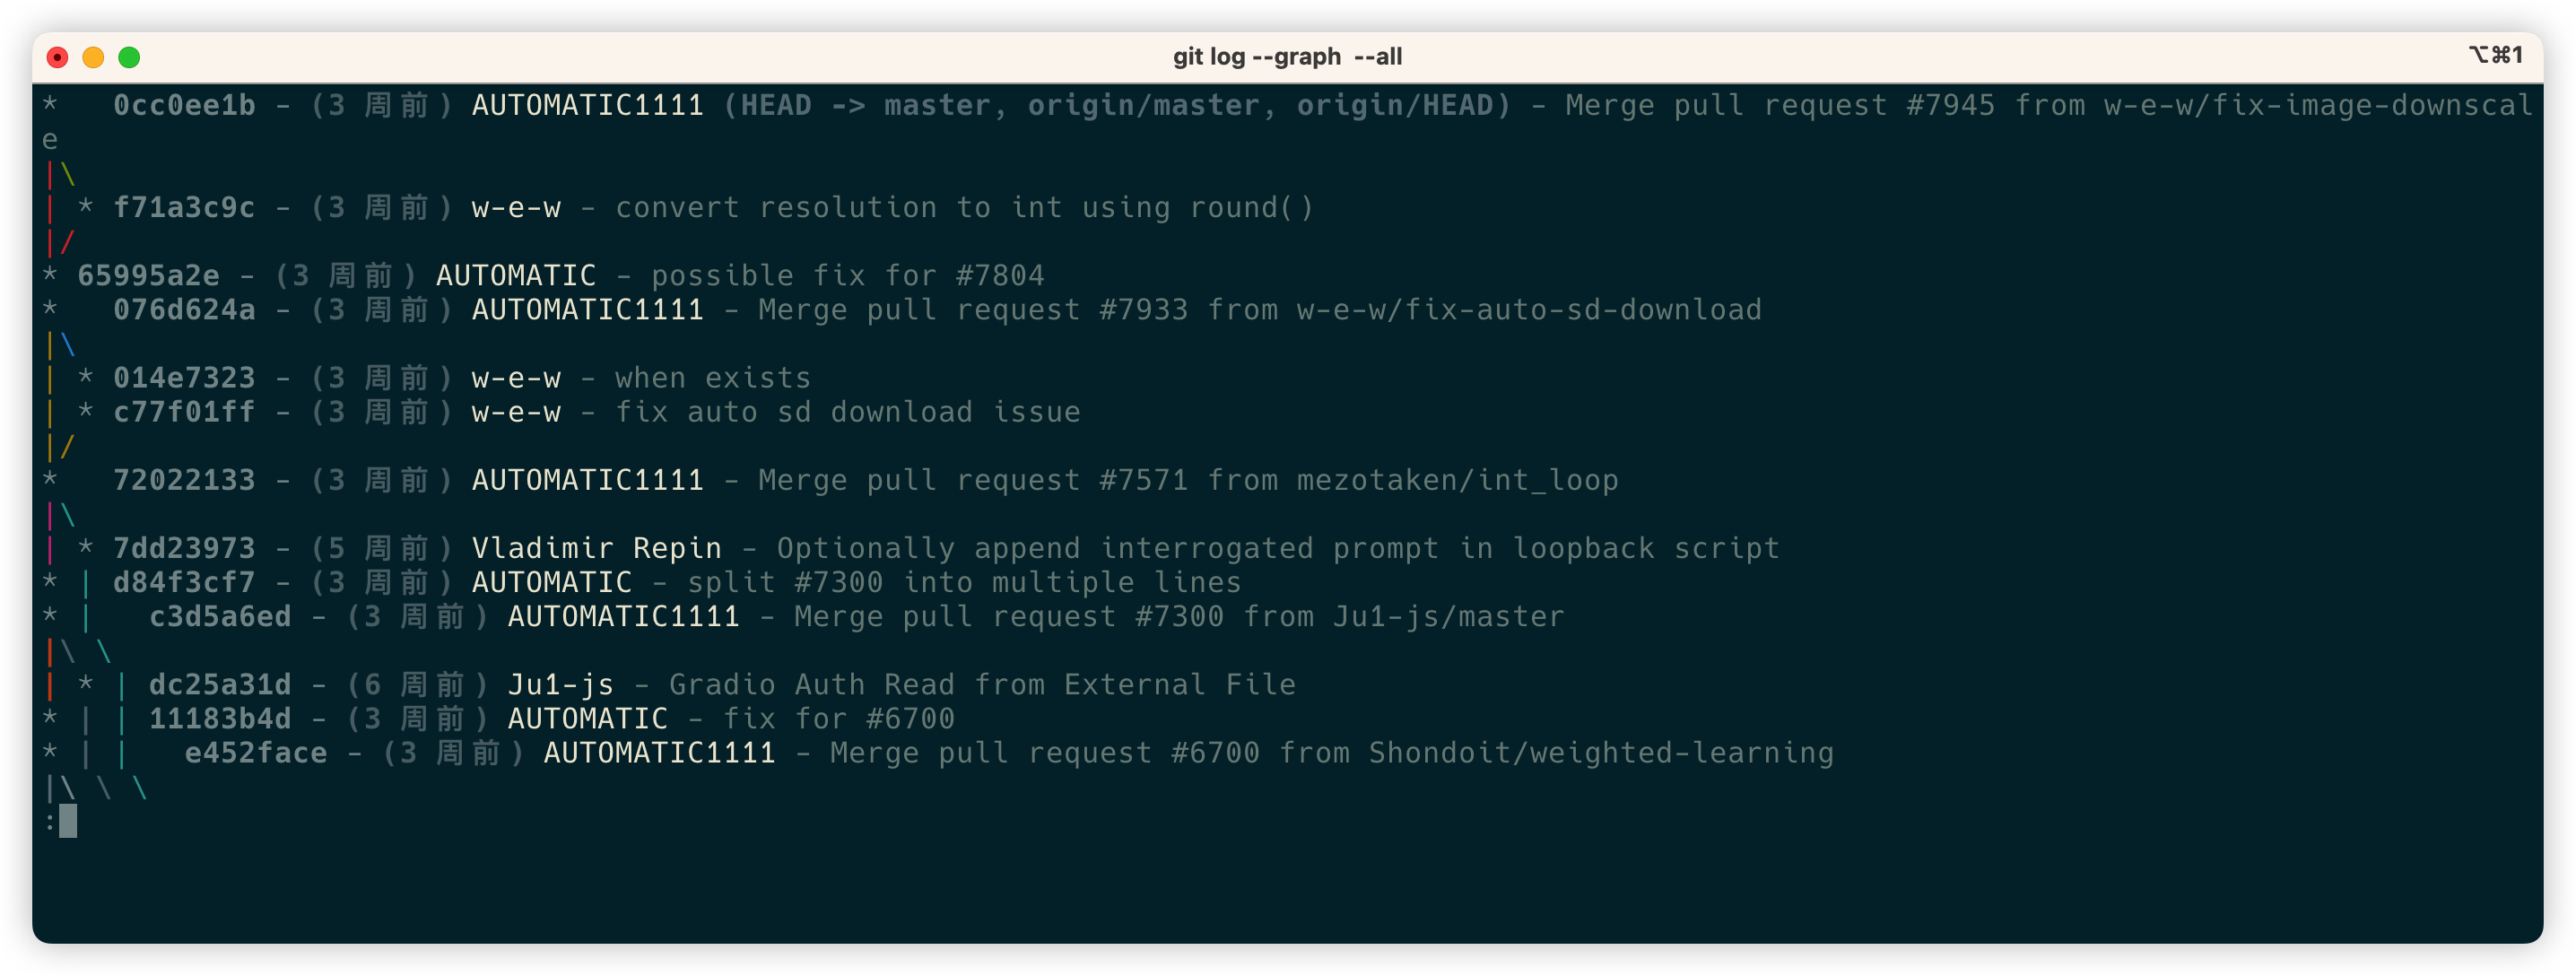 git log --graph  --all
⌥⌘1
*   0cc0ee1b - (3 周前) AUTOMATIC1111 (HEAD -> master, origin/master, origin/HEAD) - Merge pull request #7945 from w-e-w/fix-image-downscal
e
|\
| * f71a3c9c - (3 周前) w-e-w - convert resolution to int using round()
|/
* 65995a2e - (3 周前) AUTOMATIC - possible fix for #7804
*   076d624a - (3 周前) AUTOMATIC1111 - Merge pull request #7933 from w-e-w/fix-auto-sd-download
|\
| * 014e7323 - (3 周前) w-e-w - when exists
| * c77f01ff - (3 周前) w-e-w - fix auto sd download issue
|/
*   72022133 - (3 周前) AUTOMATIC1111 - Merge pull request #7571 from mezotaken/int_loop
|\
| * 7dd23973 - (5 周前) Vladimir Repin - Optionally append interrogated prompt in loopback script
* | d84f3cf7 - (3 周前) AUTOMATIC - split #7300 into multiple lines
* |   c3d5a6ed - (3 周前) AUTOMATIC1111 - Merge pull request #7300 from Ju1-js/master
|\ \
| * | dc25a31d - (6 周前) Ju1-js - Gradio Auth Read from External File
* | | 11183b4d - (3 周前) AUTOMATIC - fix for #6700
* | |   e452face - (3 周前) AUTOMATIC1111 - Merge pull request #6700 from Shondoit/weighted-learning
|\ \ \
: